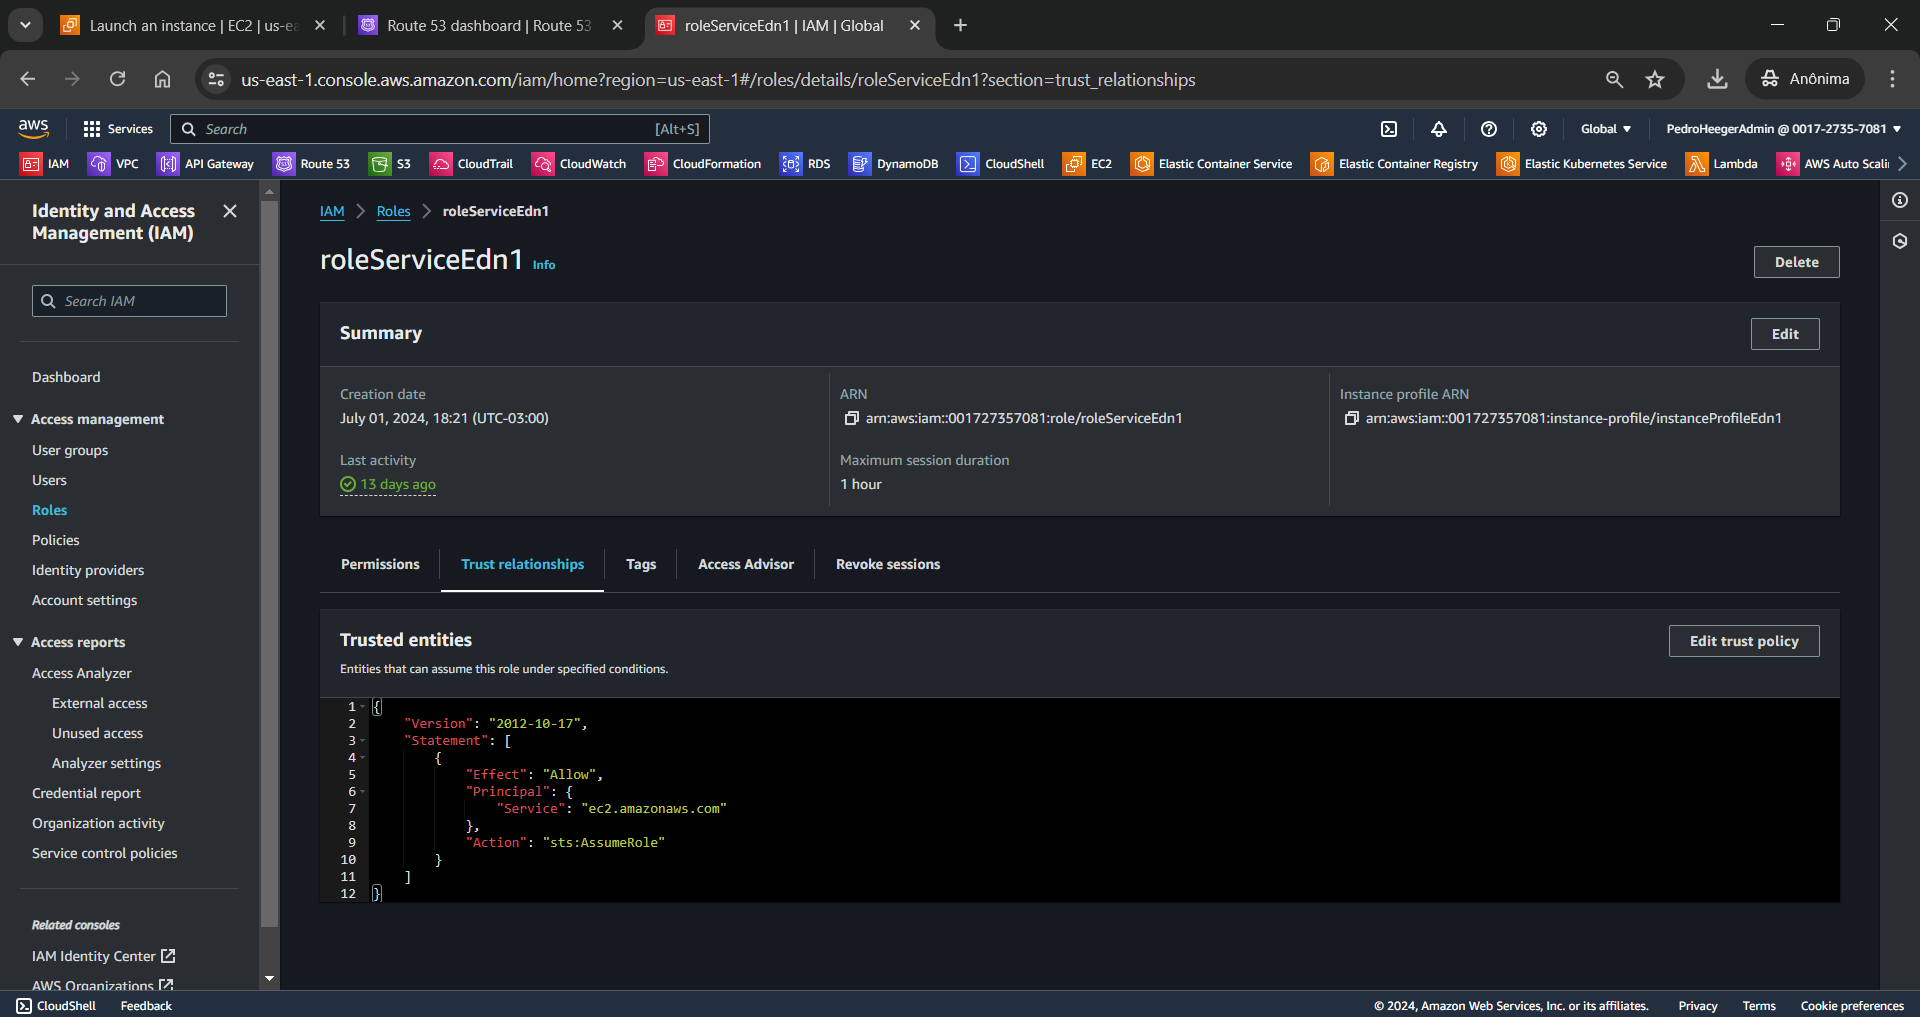 Launch an instance | EC2 | us-ea
Route 53 dashboard | Route 53
roleServiceEdn1 | IAM | Global
us-east-1.console.aws.amazon.com/iam/home?region=us-east-1#/roles/details/roleServiceEdn1?section=trust_relationships
Anônima
aws
Services
Search
[Alt+S]
Global
PedroHeegerAdmin @ 0017-2735-7081
IAM
VPC
API Gateway
Route 53
S3
CloudTrail
CloudWatch
CloudFormation
RDS
DynamoDB
CloudShell
EC2
Elastic Container Service
Elastic Container Registry
Elastic Kubernetes Service
Lambda
AWS Auto Scali
Identity and Access
Management (IAM)
Search IAM
Dashboard
Access management
User groups
Users
Roles
Policies
Identity providers
Account settings
Access reports
Access Analyzer
External access
Unused access
Analyzer settings
Credential report
Organization activity
Service control policies
Related consoles
IAM Identity Center
AWS Organizations
IAM
Roles
roleServiceEdn1
roleServiceEdn1 Info
Delete
Summary
Edit
Creation date
July 01, 2024, 18:21 (UTC-03:00)
ARN
arn:aws:iam::001727357081:role/roleServiceEdn1
Instance profile ARN
arn:aws:iam::001727357081:instance-profile/instanceProfileEdn1
Last activity
13 days ago
Maximum session duration
1 hour
Permissions
Trust relationships
Tags
Access Advisor
Revoke sessions
Trusted entities
Edit trust policy
Entities that can assume this role under specified conditions.
1 {
2 "Version": "2012-10-17",
3 "Statement": [
4 {
5 "Effect": "Allow",
6 "Principal": {
7 "Service": "ec2.amazonaws.com"
8 },
9 "Action": "sts:AssumeRole"
10 }
11 ]
12 }
CloudShell
Feedback
© 2024, Amazon Web Services, Inc. or its affiliates.
Privacy
Terms
Cookie preferences